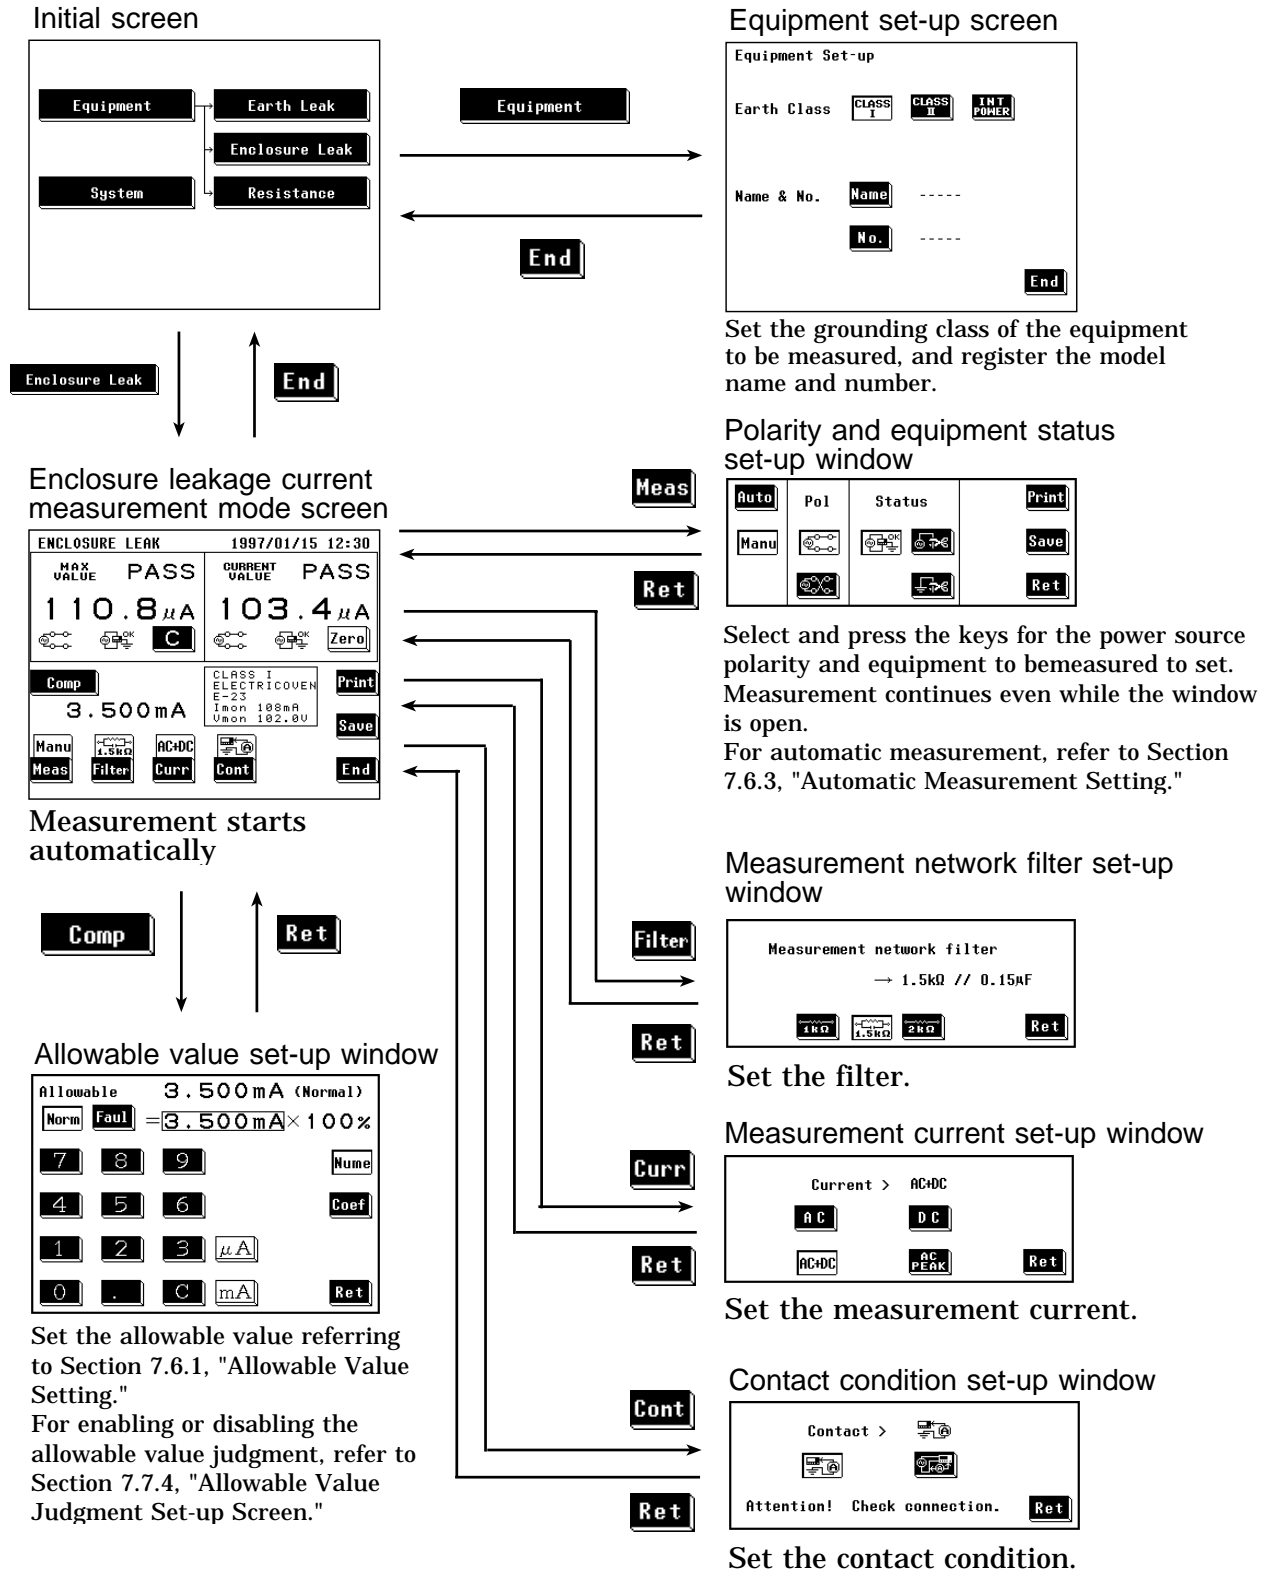 Initial screen
Equipment
Earth Leak
Enclosure Leak
System
Resistance
Equipment
End
Equipment set-up screen
Equipment Set-up
Earth Class
CLASS I
CLASS II
INT POWER
Name & No.
Name
-----
No.
-----
End
Set the grounding class of the equipment
to be measured, and register the model
name and number.
Enclosure Leak
End
Enclosure leakage current
measurement mode screen
ENCLOSURE LEAK 1997/01/15 12:30
MAX VALUE PASS
CURRENT VALUE PASS
110.8μA
103.4μA
OK
C
OK
Zero
Comp
3.500mA
CLASS I
ELECTRICOVEN
E-23
Imon 108mA
Vmon 102.0V
Print
Save
Manu
1.5kΩ
AC+DC
A
Meas
Filter
Curr
Cont
End
Measurement starts
automatically
Meas
Ret
Polarity and equipment status
set-up window
Auto
Pol
Status
Print
Manu
OK
Save
Ret
Select and press the keys for the power source
polarity and equipment to bemeasured to set.
Measurement continues even while the window
is open.
For automatic measurement, refer to Section
7.6.3, "Automatic Measurement Setting."
Comp
Ret
Allowable value set-up window
Allowable 3.500mA (Normal)
Norm
Faul
=3.500mA×100%
7 8 9
Nume
4 5 6
Coef
1 2 3 μA
0 . C mA
Ret
Set the allowable value referring
to Section 7.6.1, "Allowable Value
Setting."
For enabling or disabling the
allowable value judgment, refer to
Section 7.7.4, "Allowable Value
Judgment Set-up Screen."
Filter
Ret
Measurement network filter set-up
window
Measurement network filter
→ 1.5kΩ // 0.15μF
1kΩ
1.5kΩ
2kΩ
Ret
Set the filter.
Curr
Ret
Measurement current set-up window
Current > AC+DC
AC
DC
AC+DC
AC PEAK
Ret
Set the measurement current.
Cont
Ret
Contact condition set-up window
Contact > A
A
A
Attention! Check connection.
Ret
Set the contact condition.